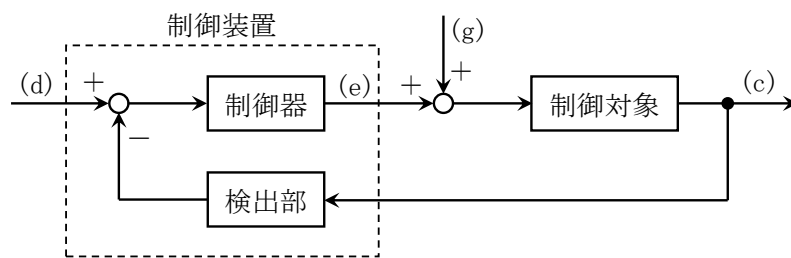 制御装置
(d)
+
制御器
(e)
+
(g)
+
制御対象
(c)
−
検出部